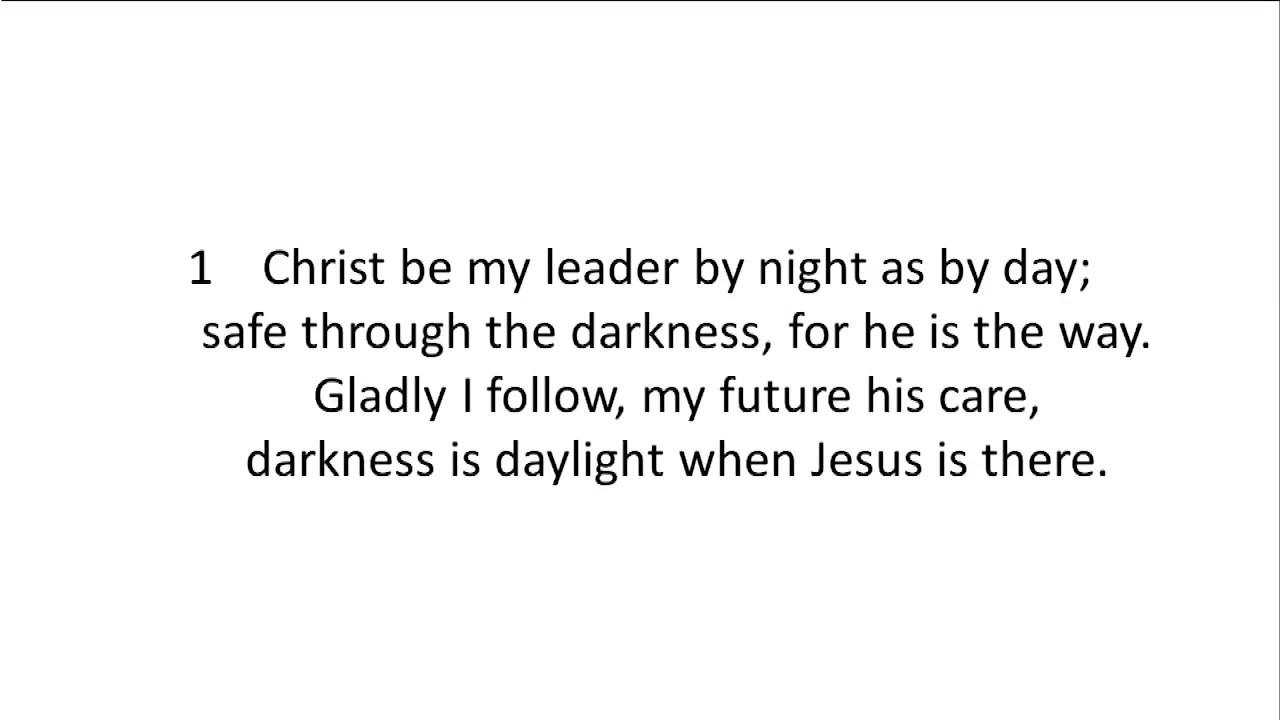 1 Christ be my leader by night as by day;
safe through the darkness, for he is the way.
Gladly I follow, my future his care,
darkness is daylight when Jesus is there.